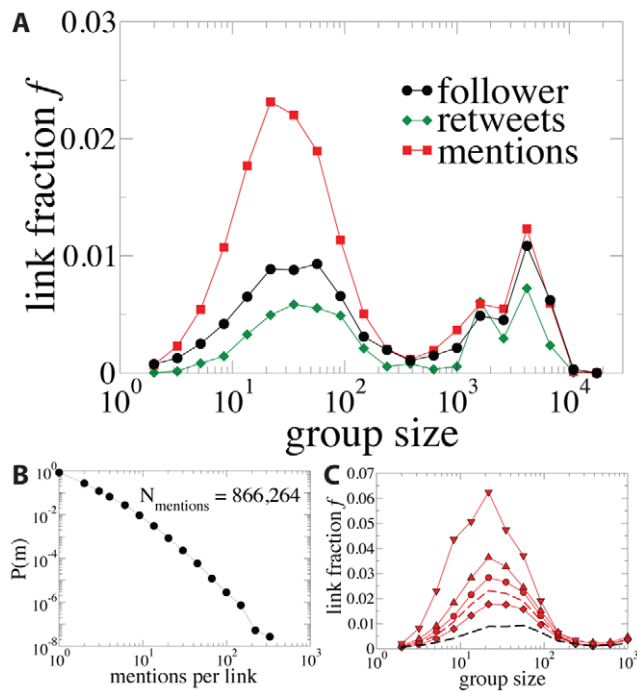 A
0.03
0.02
0.01
0
link fraction f
follower
retweets
mentions
10^0 10^1 10^2 10^3 10^4
group size
B
10^0
10^-2
10^-4
10^-6
10^-8
P(m)
N_mentions = 866,264
10^0 10^1 10^2 10^3
mentions per link
C
0.07
0.06
0.05
0.04
0.03
0.02
0.01
0
link fraction f
10^0 10^1 10^2 10^3
group size